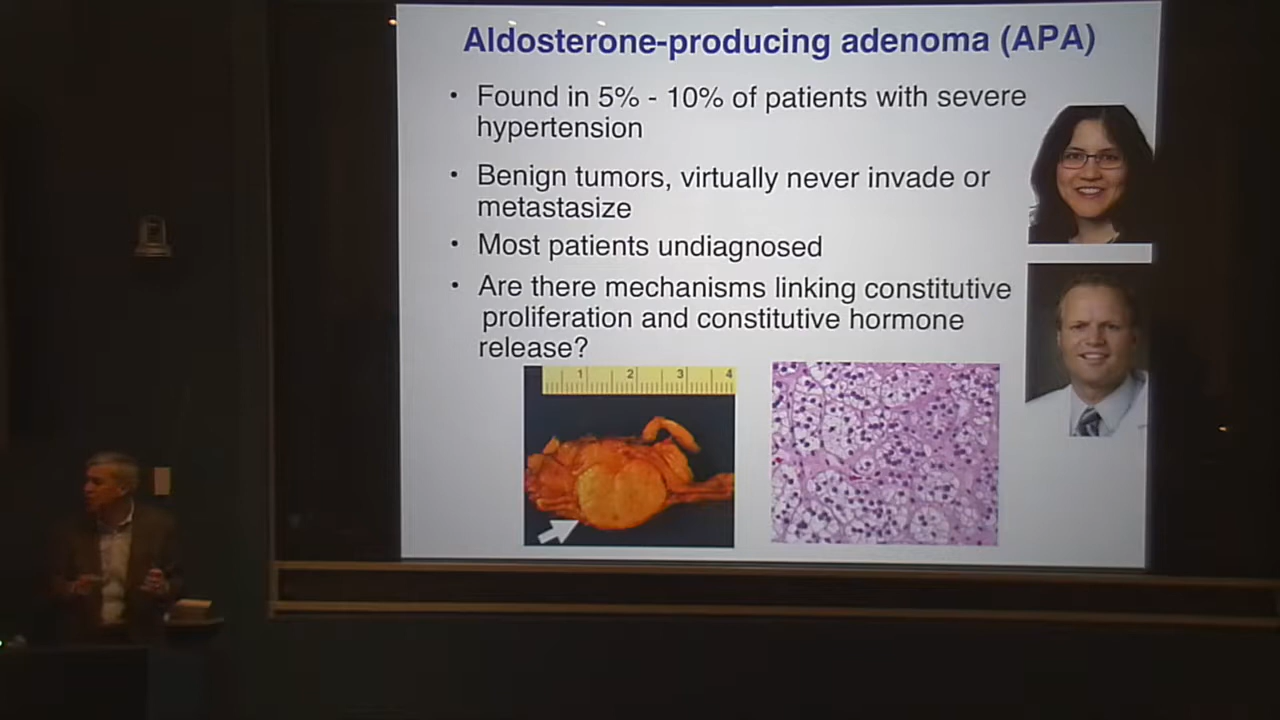 Aldosterone-producing adenoma (APA)
• Found in 5% - 10% of patients with severe
hypertension
• Benign tumors, virtually never invade or
metastasize
• Most patients undiagnosed
• Are there mechanisms linking constitutive
proliferation and constitutive hormone
release?
1 2 3 4